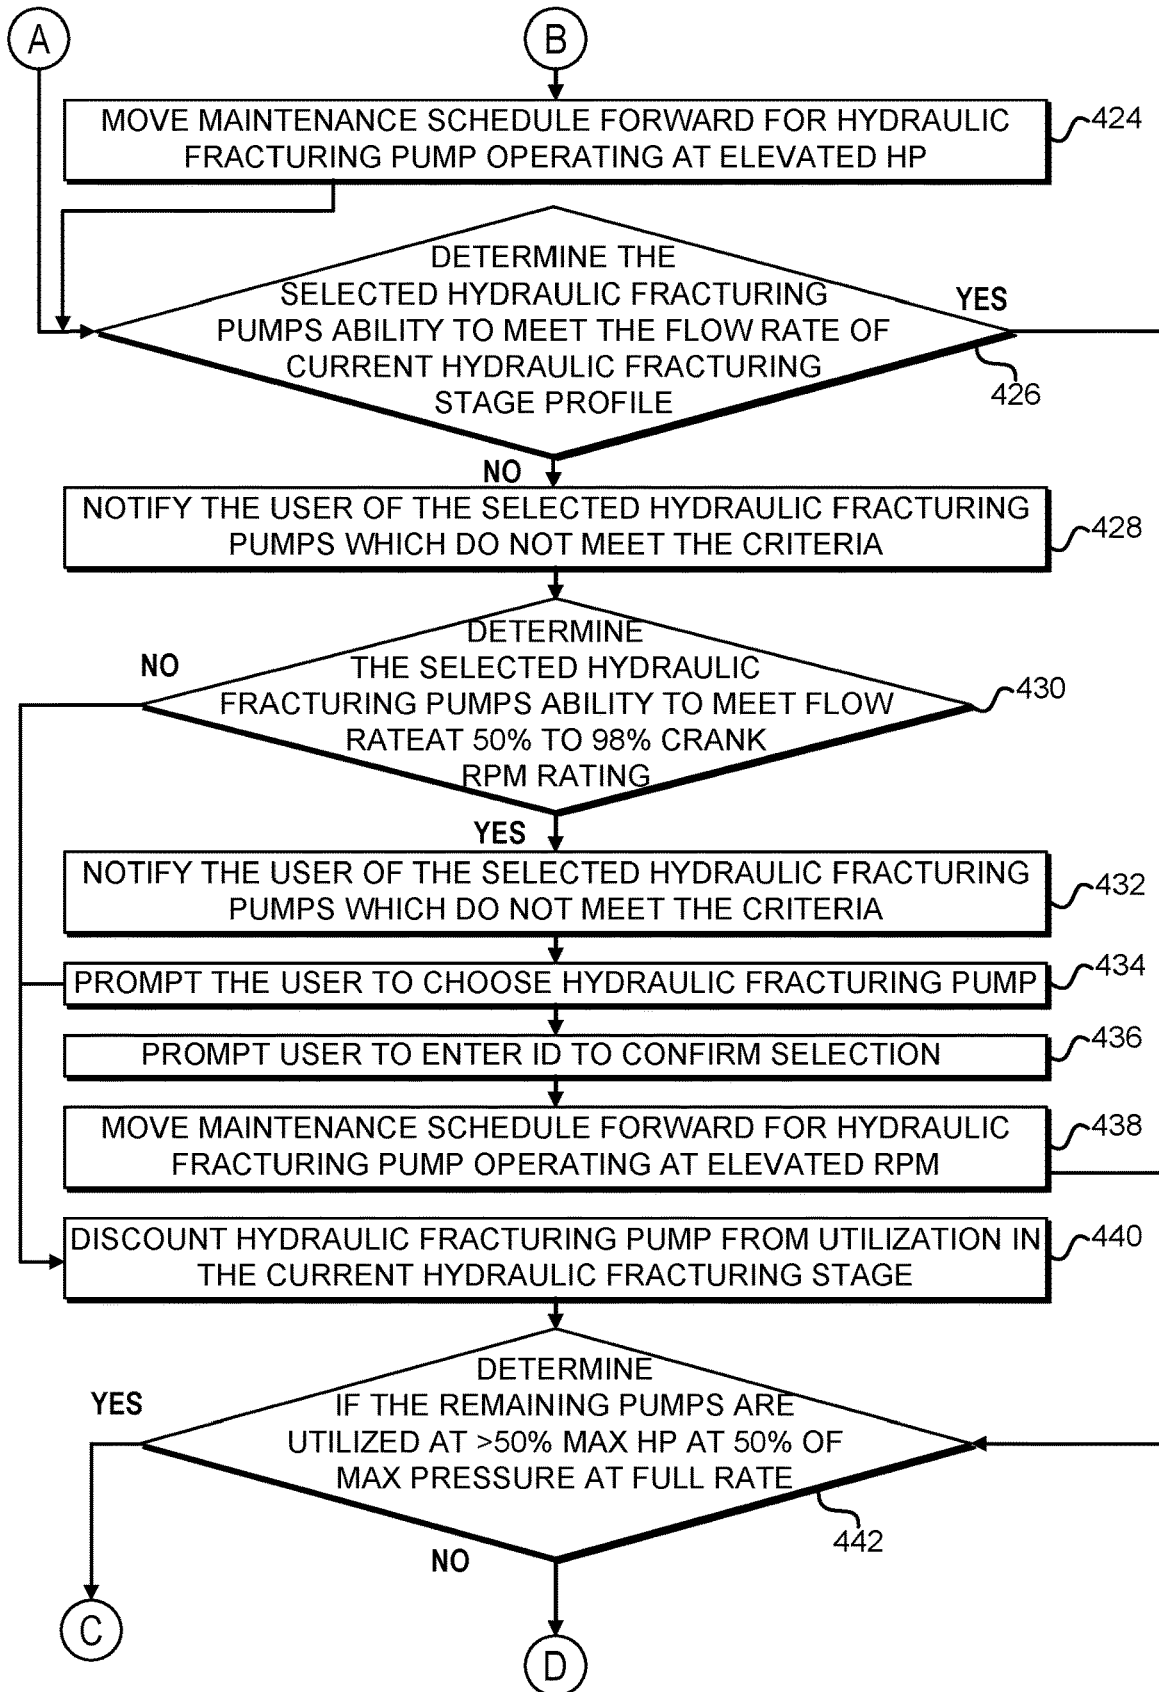 A
B
MOVE MAINTENANCE SCHEDULE FORWARD FOR HYDRAULIC
FRACTURING PUMP OPERATING AT ELEVATED HP
424
DETERMINE THE
SELECTED HYDRAULIC FRACTURING
PUMPS ABILITY TO MEET THE FLOW RATE OF
CURRENT HYDRAULIC FRACTURING
STAGE PROFILE
YES
426
NO
NOTIFY THE USER OF THE SELECTED HYDRAULIC FRACTURING
PUMPS WHICH DO NOT MEET THE CRITERIA
428
DETERMINE
THE SELECTED HYDRAULIC
FRACTURING PUMPS ABILITY TO MEET FLOW
RATEAT 50% TO 98% CRANK
RPM RATING
NO
430
YES
NOTIFY THE USER OF THE SELECTED HYDRAULIC FRACTURING
PUMPS WHICH DO NOT MEET THE CRITERIA
432
PROMPT THE USER TO CHOOSE HYDRAULIC FRACTURING PUMP
434
PROMPT USER TO ENTER ID TO CONFIRM SELECTION
436
MOVE MAINTENANCE SCHEDULE FORWARD FOR HYDRAULIC
FRACTURING PUMP OPERATING AT ELEVATED RPM
438
DISCOUNT HYDRAULIC FRACTURING PUMP FROM UTILIZATION IN
THE CURRENT HYDRAULIC FRACTURING STAGE
440
DETERMINE
IF THE REMAINING PUMPS ARE
UTILIZED AT >50% MAX HP AT 50% OF
MAX PRESSURE AT FULL RATE
YES
442
NO
C
D